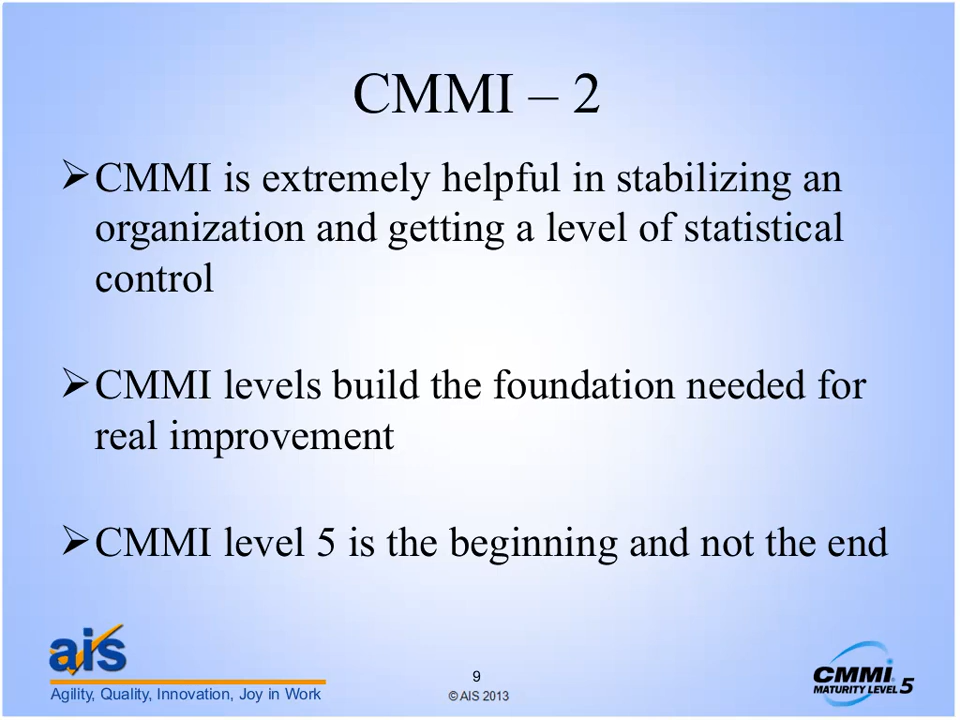 CMMI – 2
➢CMMI is extremely helpful in stabilizing an
organization and getting a level of statistical
control
➢CMMI levels build the foundation needed for
real improvement
➢CMMI level 5 is the beginning and not the end
ais
Agility, Quality, Innovation, Joy in Work
9
© AIS 2013
CMMI
MATURITY LEVEL 5